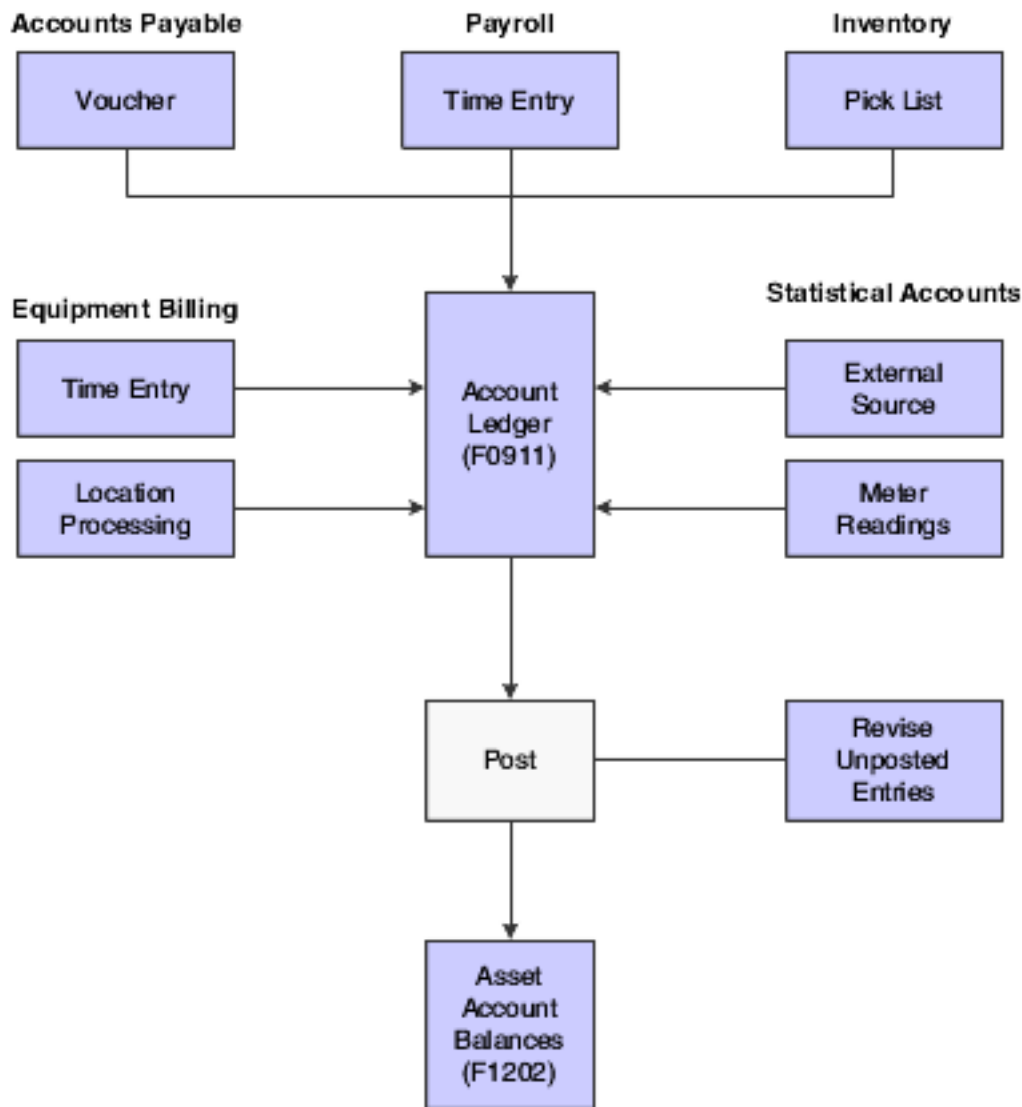 Accounts Payable
Payroll
Inventory
Voucher
Time Entry
Pick List
Equipment Billing
Statistical Accounts
Time Entry
Location
Processing
Account
Ledger
(F0911)
External
Source
Meter
Readings
Post
Revise
Unposted
Entries
Asset
Account
Balances
(F1202)